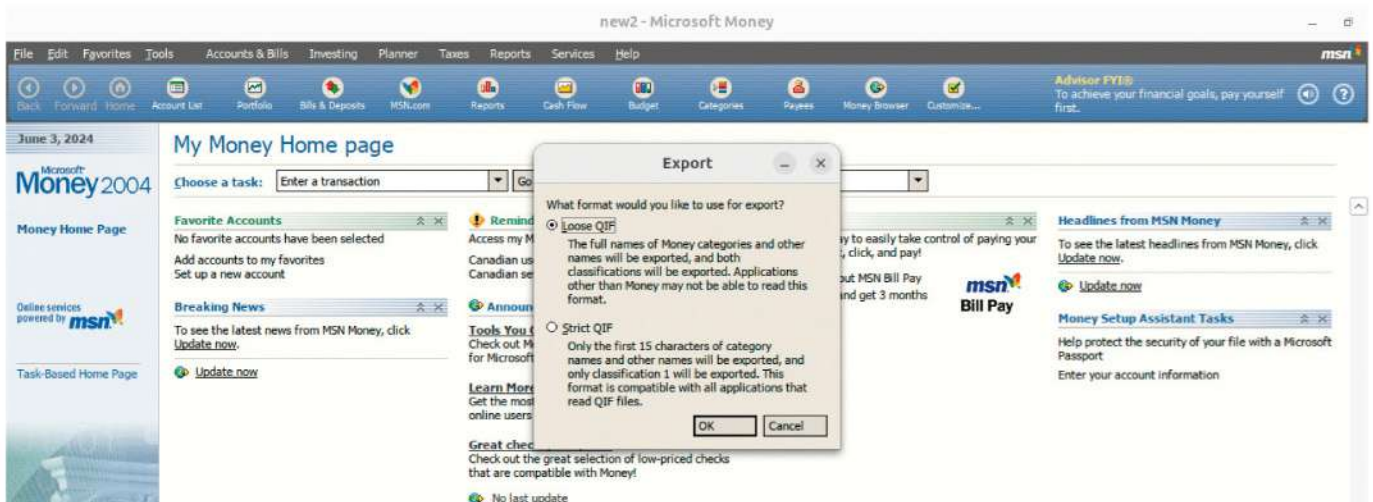 new2 - Microsoft Money
File Edit Favorites Tools Accounts & Bills Investing Planner Taxes Reports Services Help
msn
Back Forward Home Account List Portfolio Bills & Deposits MSN.com Reports Cash Flow Budget Categories Payees Money Browser Customize...
Advisor FYI®
To achieve your financial goals, pay yourself first.
June 3, 2024
Microsoft
Money 2004
Money Home Page
Online services
powered by msn
Task-Based Home Page
My Money Home page
Choose a task: Enter a transaction
Go
Favorite Accounts
No favorite accounts have been selected
Add accounts to my favorites
Set up a new account
Breaking News
To see the latest news from MSN Money, click
Update now.
Update now
Remind
Access my M
Canadian us
Canadian se
Announ
Tools You
Check out M
for Microsoft
Learn More
Get the most
online users
Great chec
Check out the great selection of low-priced checks
that are compatible with Money!
No last update
Export
What format would you like to use for export?
Loose QIF
The full names of Money categories and other
names will be exported, and both
classifications will be exported. Applications
other than Money may not be able to read this
format.
Strict QIF
Only the first 15 characters of category
names and other names will be exported, and
only classification 1 will be exported. This
format is compatible with all applications that
read QIF files.
OK Cancel
ay to easily take control of paying your
, click, and pay!
out MSN Bill Pay
and get 3 months
msn
Bill Pay
Headlines from MSN Money
To see the latest headlines from MSN Money, click
Update now.
Update now
Money Setup Assistant Tasks
Help protect the security of your file with a Microsoft
Passport
Enter your account information